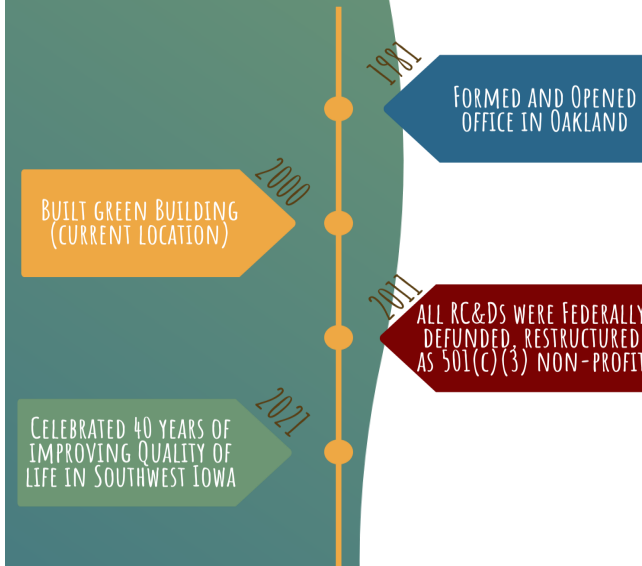 1981
Formed and Opened
office in Oakland
2000
Built green Building
(current location)
2011
all RC&Ds were Federally
defunded, restructured
as 501(c)(3) non-profit
2021
Celebrated 40 years of
improving Quality of
life in Southwest Iowa